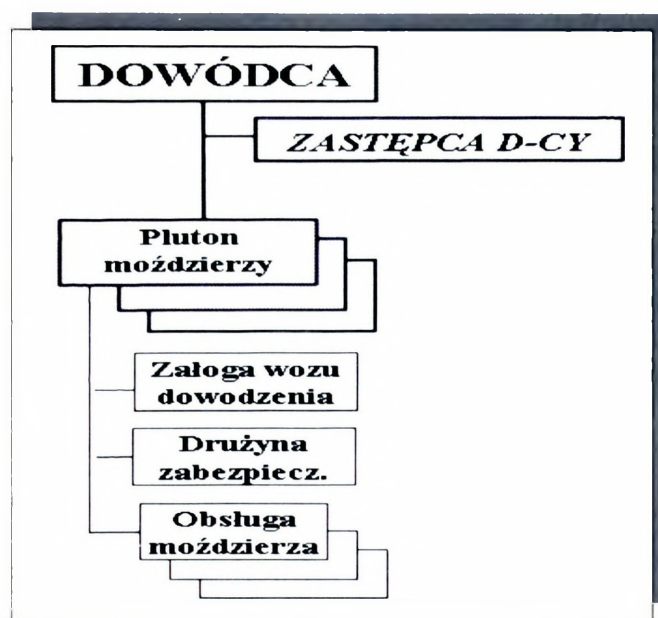 DOWÓDCA
ZASTĘPCA D-CY
Pluton
moździerzy
Załoga wozu
dowodzenia
Drużyna
zabezpiecz.
Obsługa
moździerza